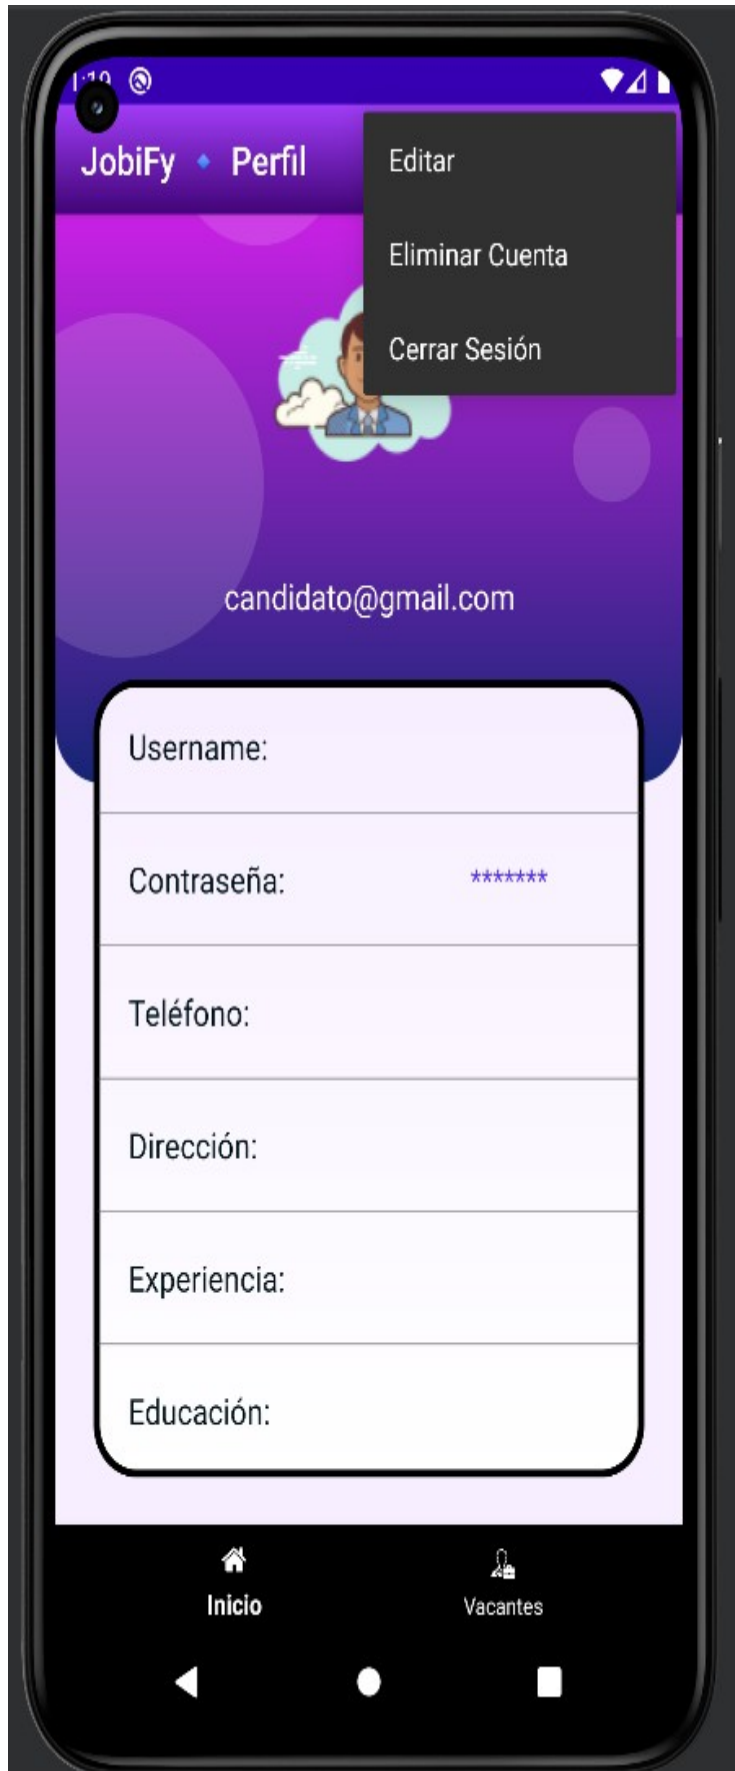 JobiFy 🔹 Perfil
Editar
Eliminar Cuenta
Cerrar Sesión
candidato@gmail.com
Username:
Contraseña: *******
Teléfono:
Dirección:
Experiencia:
Educación:
Inicio
Vacantes